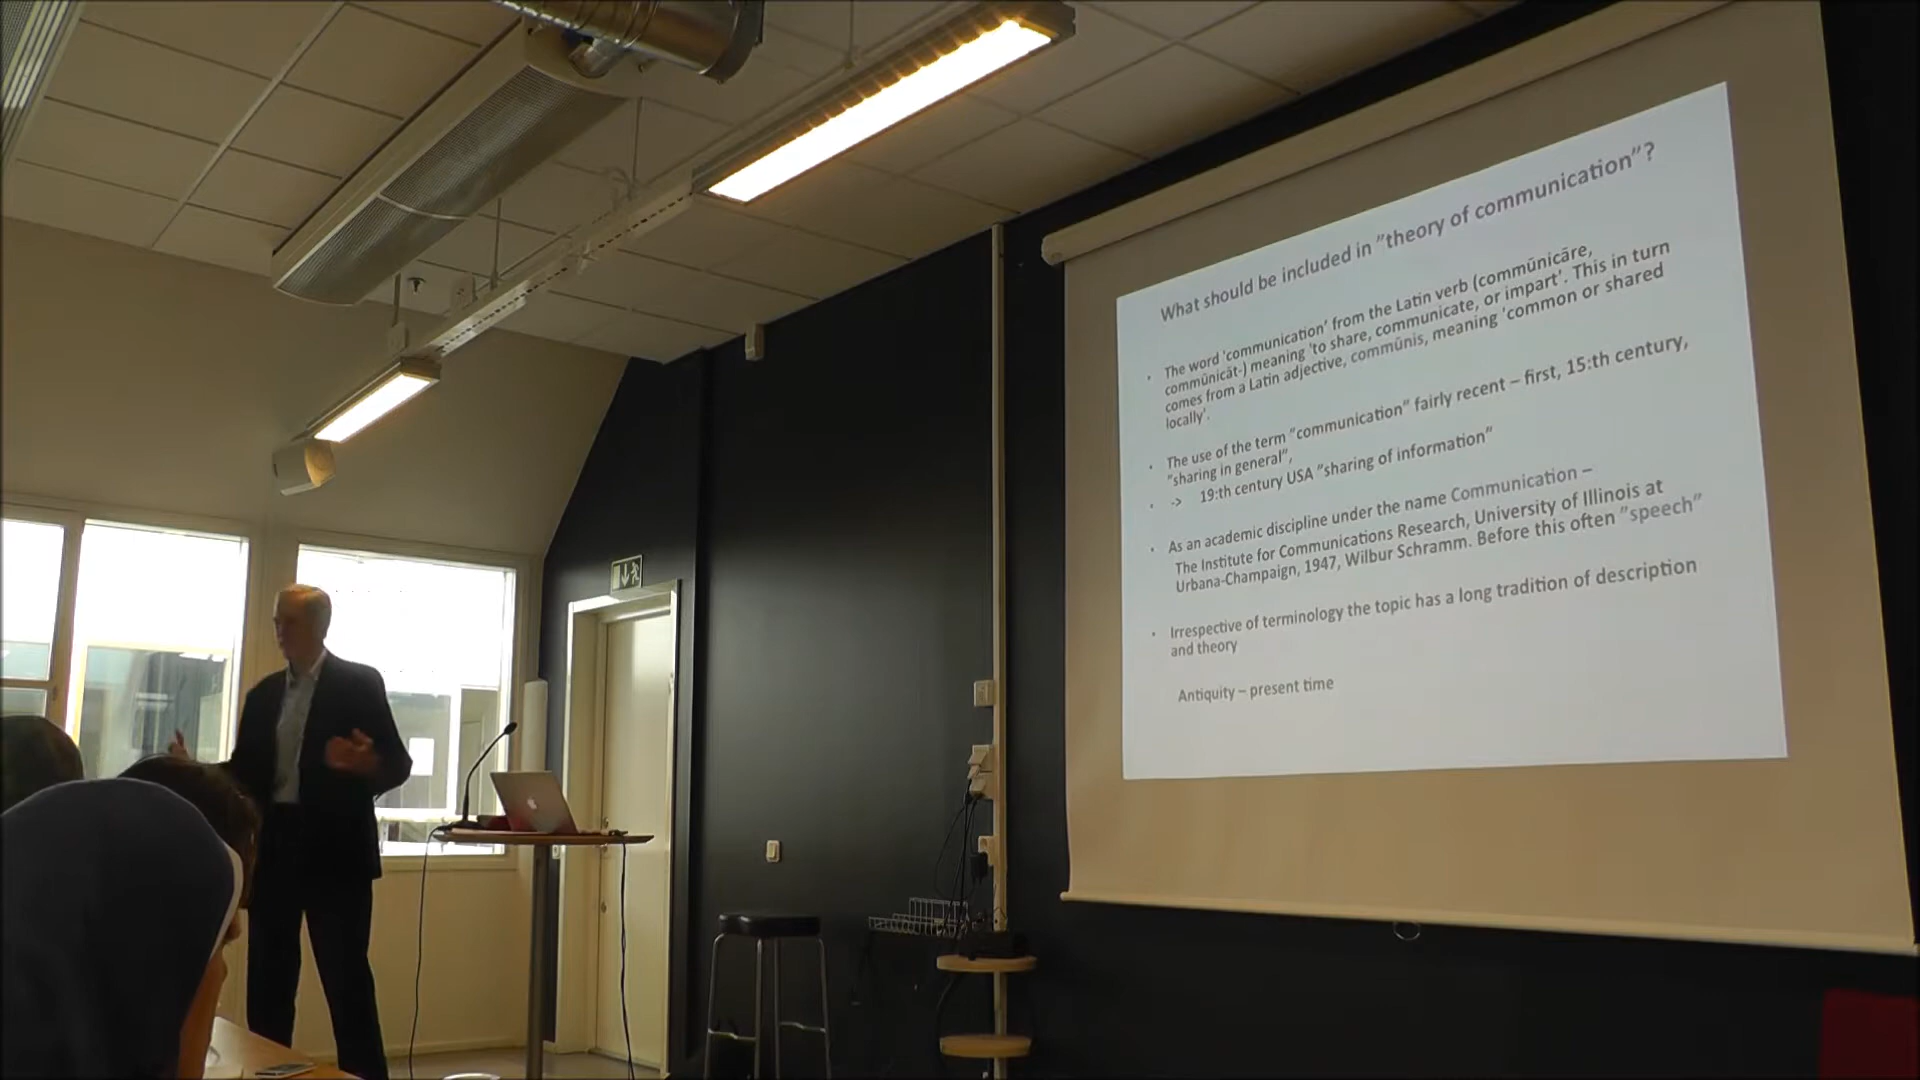 What should be included in "theory of communication"?
• The word 'communication' from the Latin verb (commūnicāre,
commūnicāt-) meaning 'to share, communicate, or impart'. This in turn
comes from a Latin adjective, commūnis, meaning 'common or shared
locally'.
• The use of the term "communication" fairly recent – first, 15:th century,
"sharing in general",
• -> 19:th century USA "sharing of information"
• As an academic discipline under the name Communication –
The Institute for Communications Research, University of Illinois at
Urbana-Champaign, 1947, Wilbur Schramm. Before this often "speech"
• Irrespective of terminology the topic has a long tradition of description
and theory
Antiquity – present time